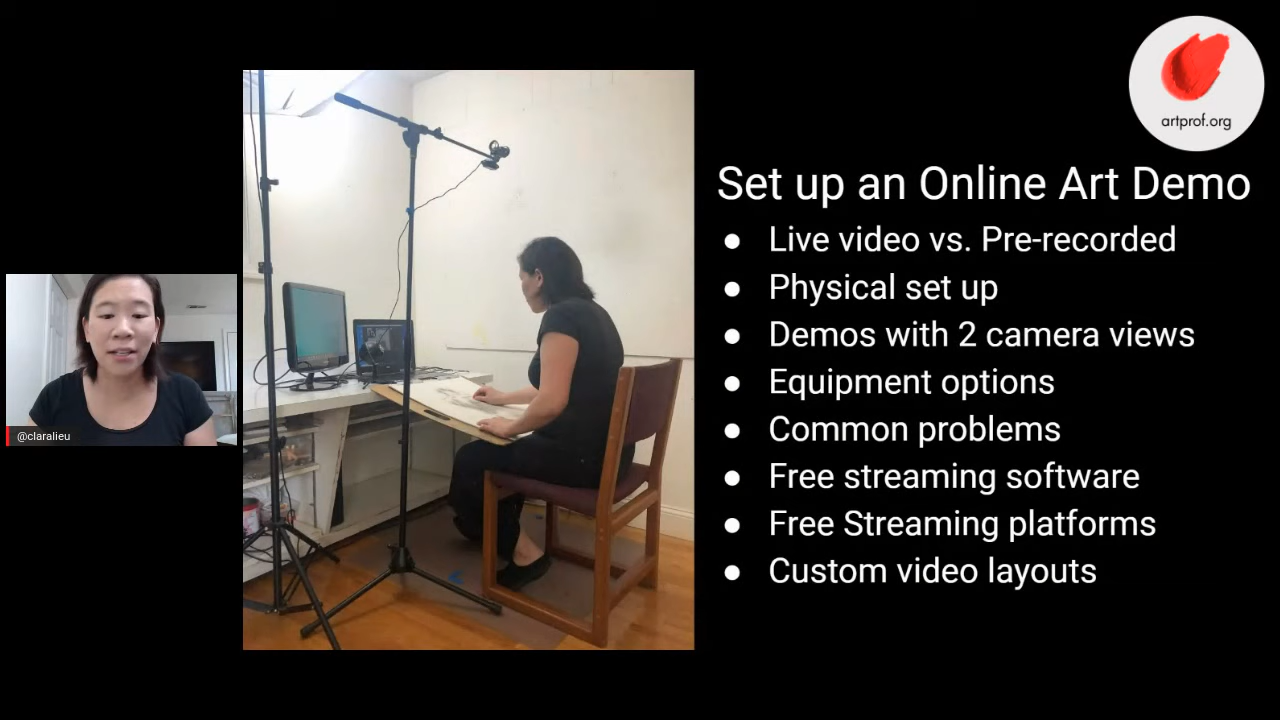 artprof.org
Set up an Online Art Demo
● Live video vs. Pre-recorded
● Physical set up
● Demos with 2 camera views
● Equipment options
● Common problems
● Free streaming software
● Free Streaming platforms
● Custom video layouts
@claralieu